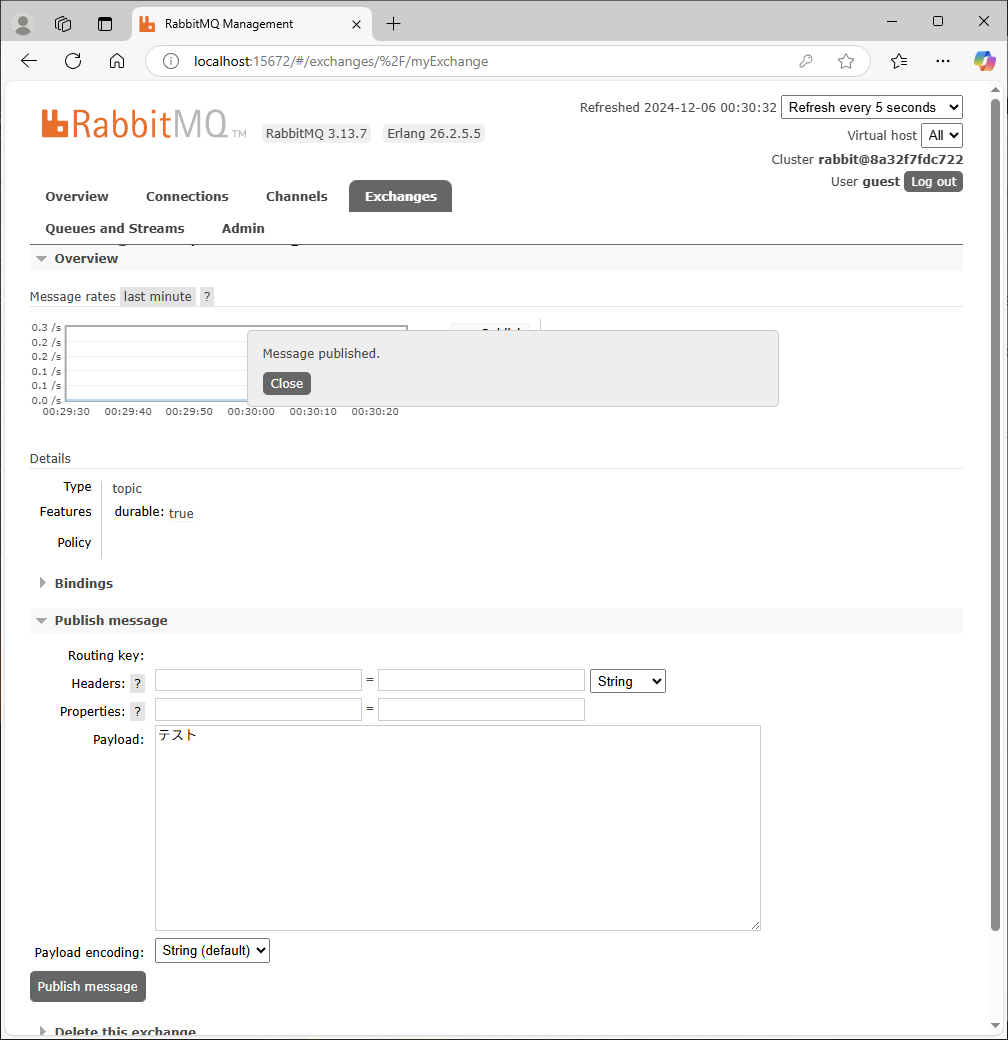 RabbitMQ Management
localhost:15672/#/exchanges/%2F/myExchange
Refreshed 2024-12-06 00:30:32 Refresh every 5 seconds
RabbitMQ TM RabbitMQ 3.13.7 Erlang 26.2.5.5
Virtual host All
Cluster rabbit@8a32f7fdc722
User guest Log out
Overview Connections Channels Exchanges
Queues and Streams Admin
Overview
Message rates last minute ?
0.3 /s
0.2 /s
0.2 /s
0.1 /s
0.1 /s
0.0 /s
00:29:30 00:29:40 00:29:50 00:30:00 00:30:10 00:30:20
Message published.
Close
Details
Type topic
Features durable: true
Policy
Bindings
Publish message
Routing key:
Headers: ? = String
Properties: ? =
Payload: テスト
Payload encoding: String (default)
Publish message
Delete this exchange